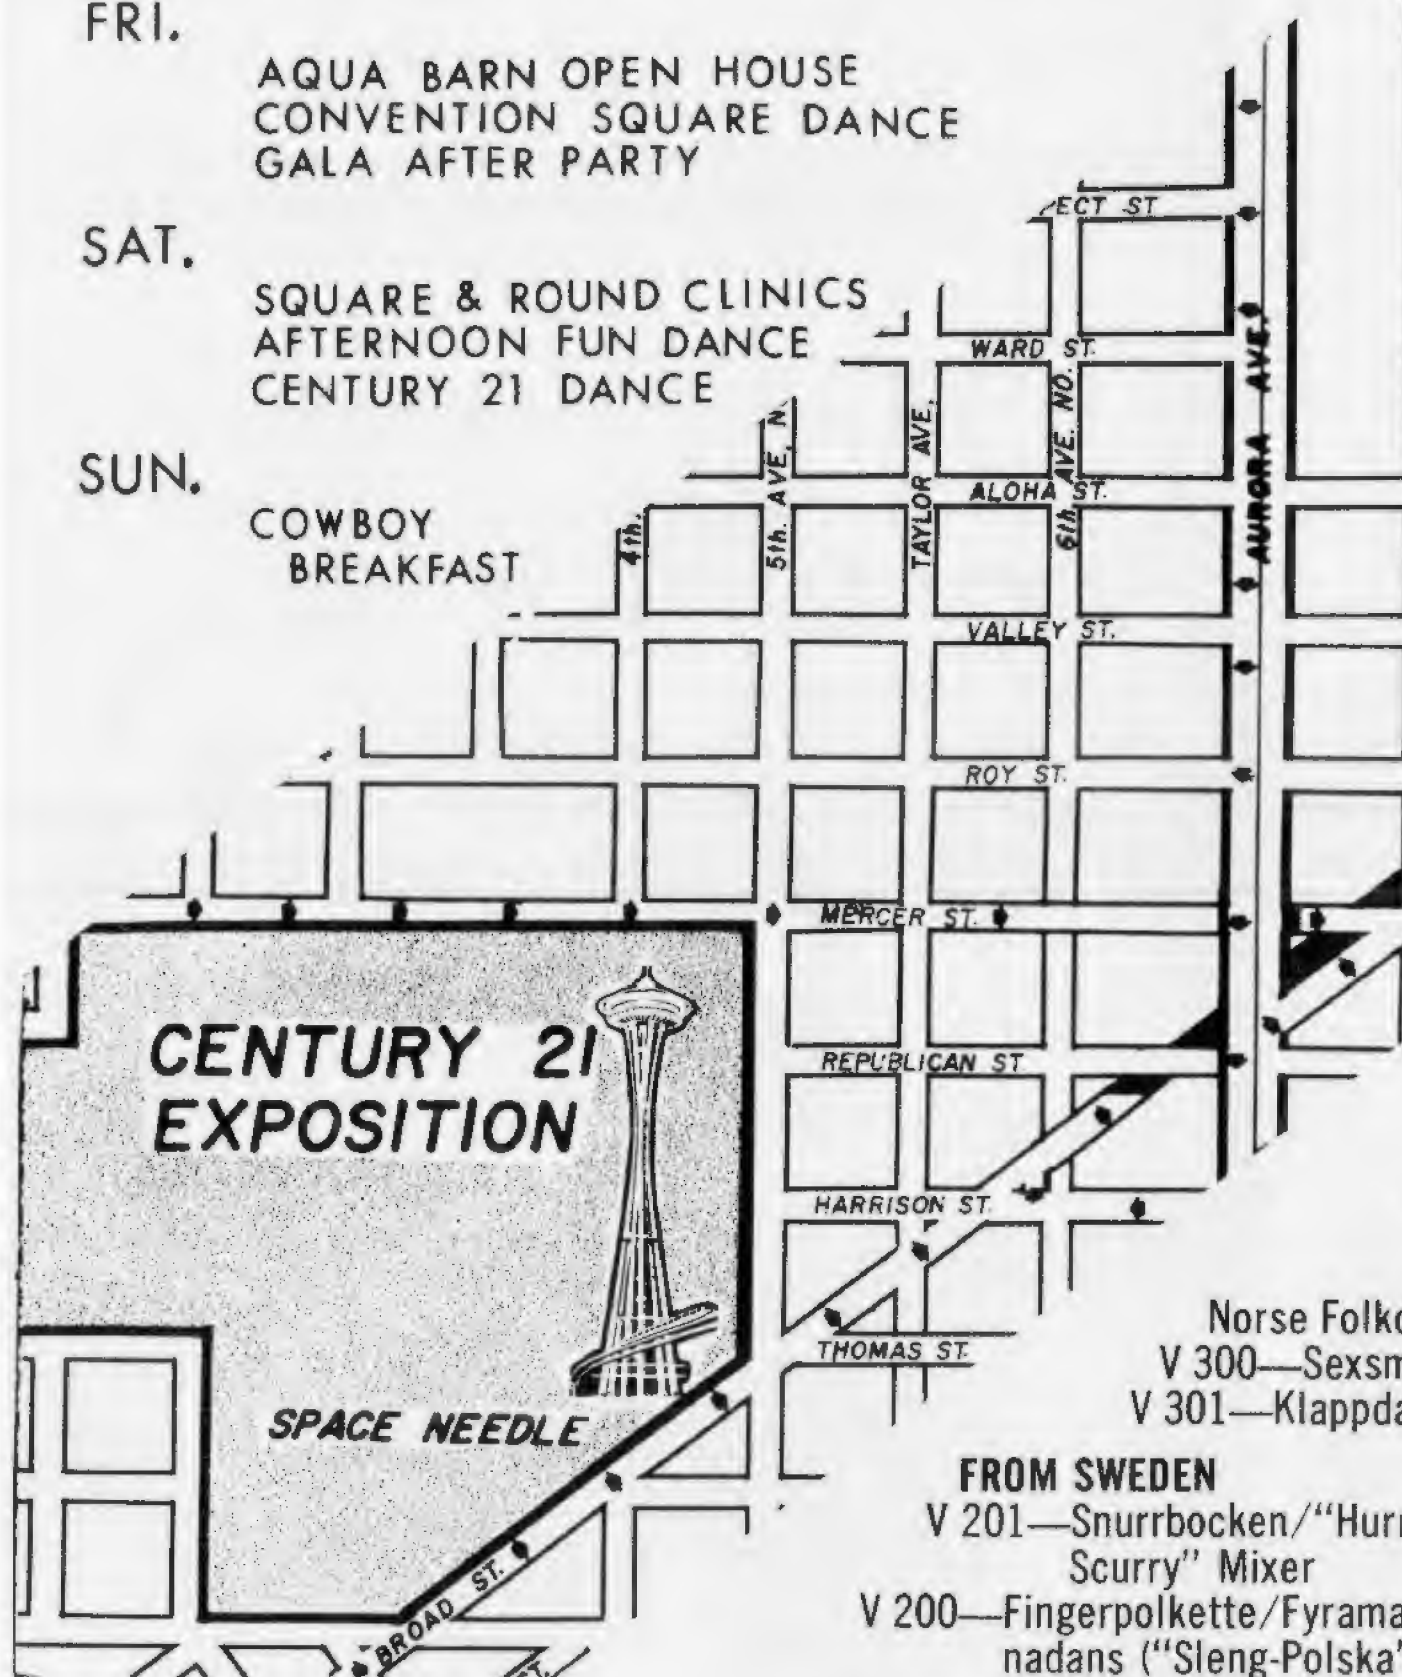 FRI.
AQUA BARN OPEN HOUSE
CONVENTION SQUARE DANCE
GALA AFTER PARTY
SAT.
SQUARE & ROUND CLINICS
AFTERNOON FUN DANCE
CENTURY 21 DANCE
SUN.
COWBOY
BREAKFAST
ECT ST
WARD ST.
ALOHA ST.
VALLEY ST.
ROY ST.
MERCER ST.
REPUBLICAN ST
HARRISON ST.
THOMAS ST.
4th.
5th. AVE, N.
TAYLOR AVE.
6th. AVE. NO.
AURORA AVE.
CENTURY 21
EXPOSITION
SPACE NEEDLE
BROAD ST.
ST.
Norse Folkd
V 300—Sexsm
V 301—Klappda
FROM SWEDEN
V 201—Snurrbocken/“Hurr
Scurry” Mixer
V 200—Fingerpolkette/Fyrama
nadans (“Sleng-Polska”